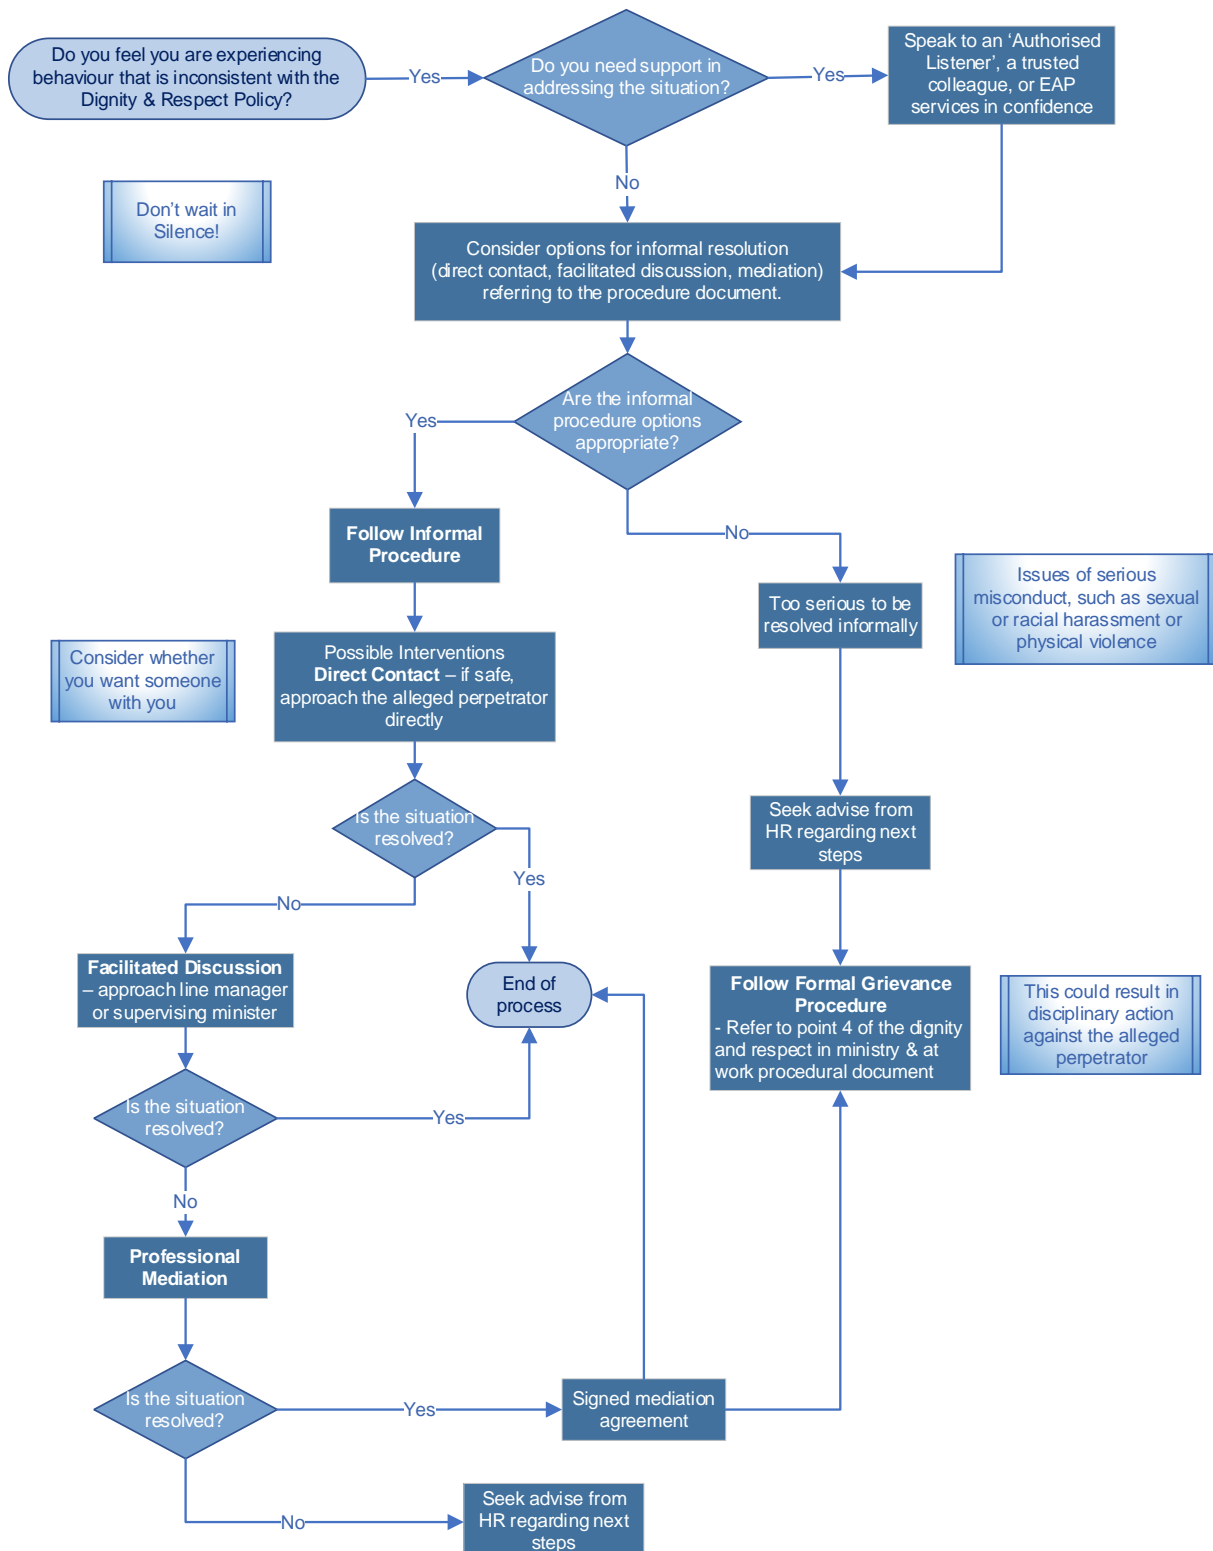 Do you feel you are experiencing
behaviour that is inconsistent with the
Dignity & Respect Policy?
Yes
Do you need support in
addressing the situation?
Yes
Speak to an ‘Authorised
Listener’, a trusted
colleague, or EAP
services in confidence
No
Don’t wait in
Silence!
Consider options for informal resolution
(direct contact, facilitated discussion, mediation)
referring to the procedure document.
Are the informal
procedure options
appropriate?
Yes
No
Follow Informal
Procedure
Too serious to be
resolved informally
Issues of serious
misconduct, such as sexual
or racial harassment or
physical violence
Consider whether
you want someone
with you
Possible Interventions
Direct Contact – if safe,
approach the alleged perpetrator
directly
Is the situation
resolved?
Yes
No
Seek advise from
HR regarding next
steps
Facilitated Discussion
– approach line manager
or supervising minister
End of
process
Follow Formal Grievance
Procedure
- Refer to point 4 of the dignity
and respect in ministry & at
work procedural document
This could result in
disciplinary action
against the alleged
perpetrator
Is the situation
resolved?
Yes
No
Professional
Mediation
Is the situation
resolved?
Yes
Signed mediation
agreement
No
Seek advise from
HR regarding next
steps